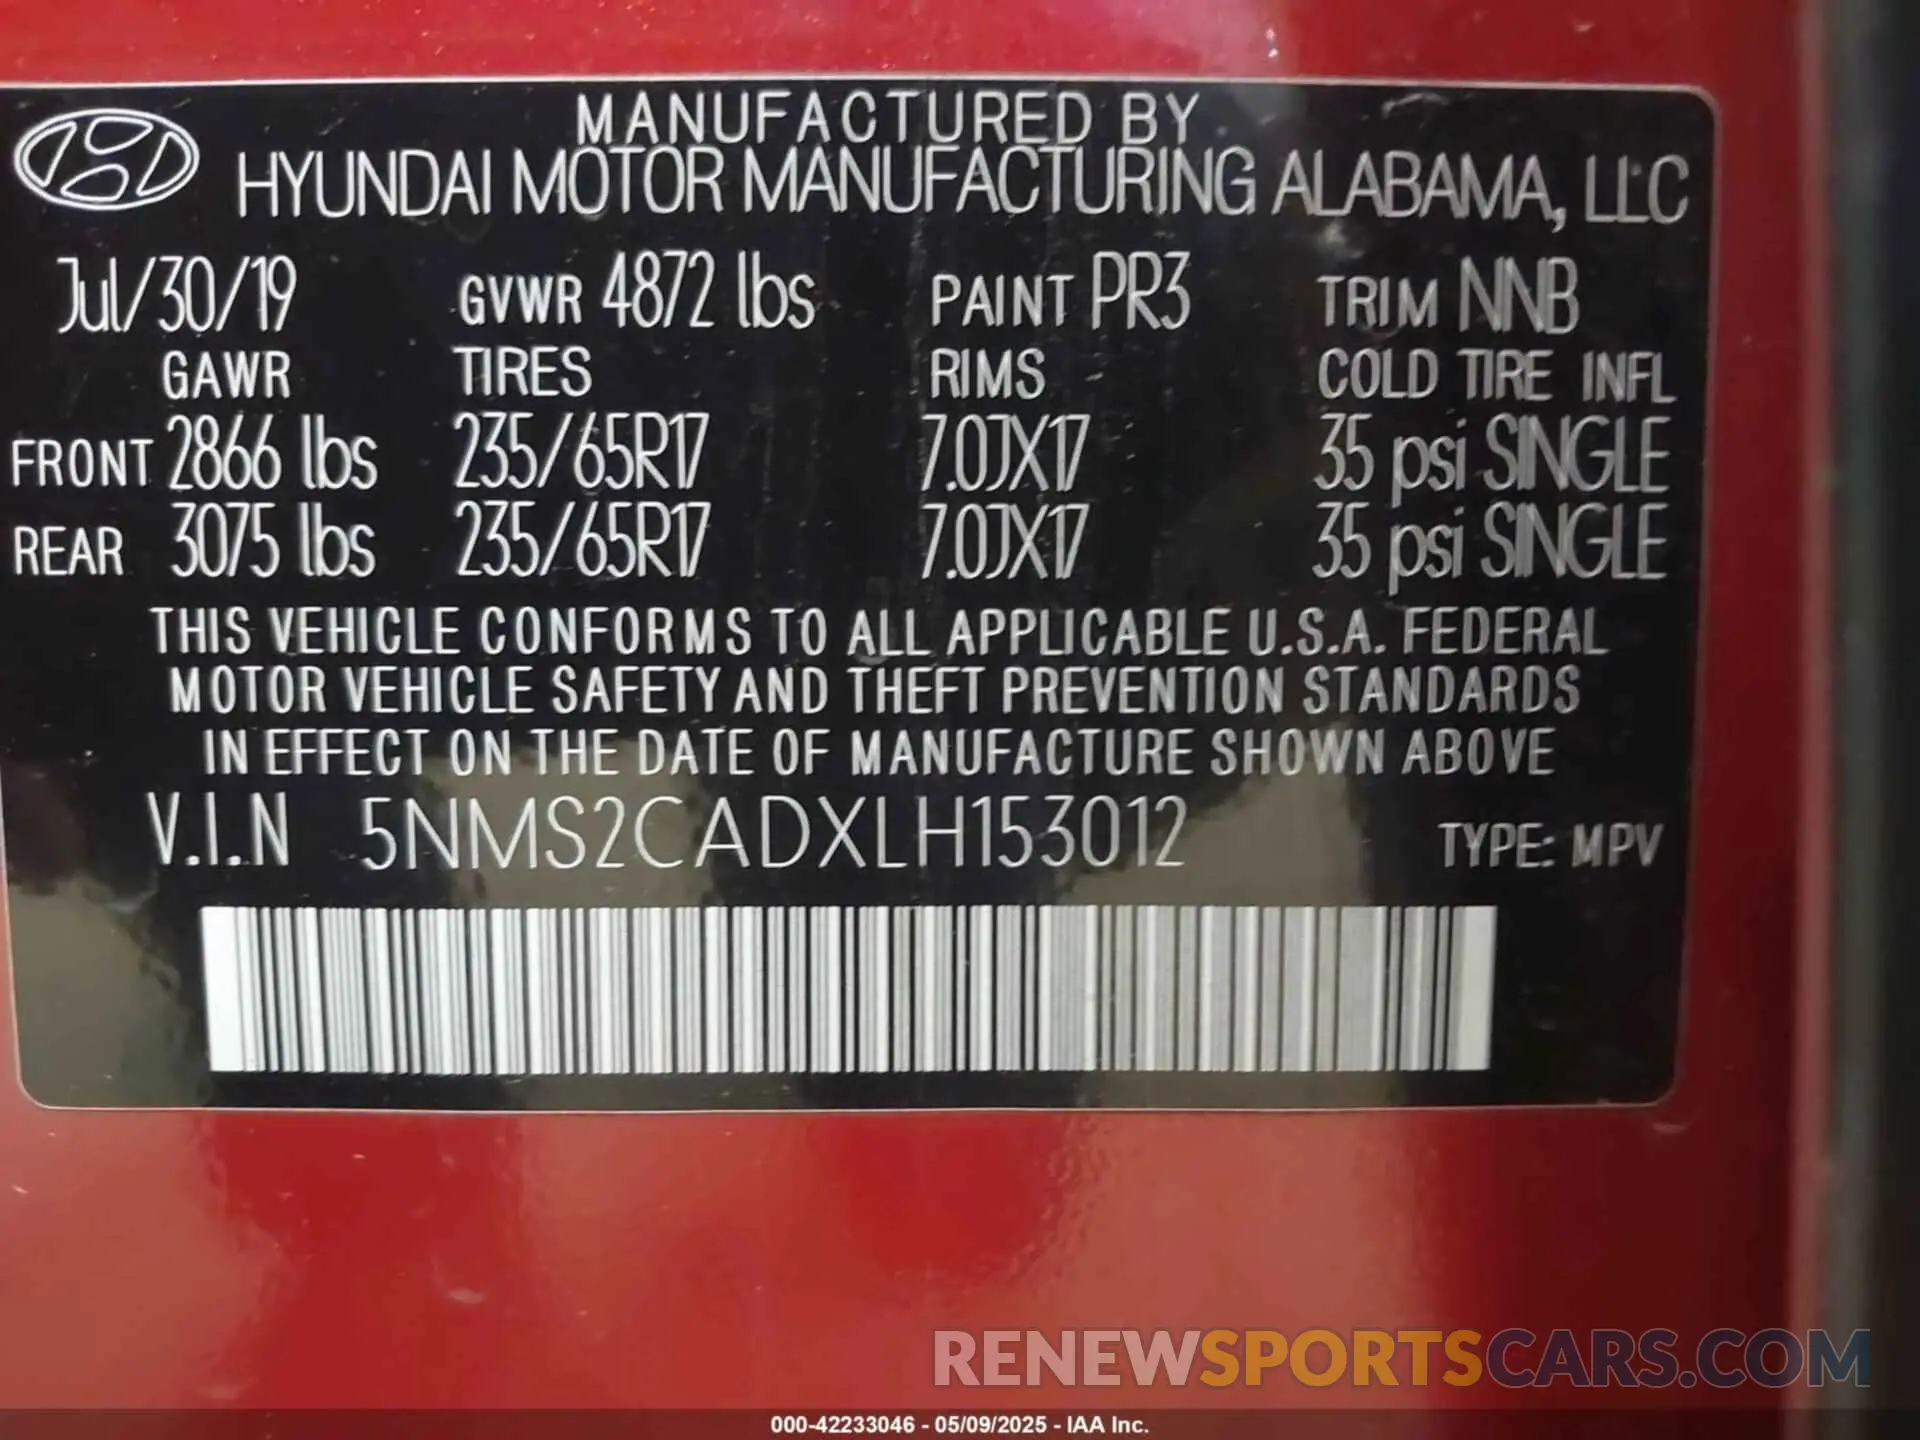 MANUFACTURED BY
HYUNDAI MOTOR MANUFACTURING ALABAMA, LLC
Jul/30/19 GVWR 4872 lbs PAINT PR3 TRIM NNB
GAWR TIRES RIMS COLD TIRE INFL
FRONT 2866 lbs 235/65R17 7.0JX17 35 psi SINGLE
REAR 3075 lbs 235/65R17 7.0JX17 35 psi SINGLE
THIS VEHICLE CONFORMS TO ALL APPLICABLE U.S.A. FEDERAL
MOTOR VEHICLE SAFETY AND THEFT PREVENTION STANDARDS
IN EFFECT ON THE DATE OF MANUFACTURE SHOWN ABOVE
V.I.N 5NMS2CADXLH153012 TYPE: MPV
RENEWSPORTSCARS.COM
000-42233046 - 05/09/2025 - IAA Inc.